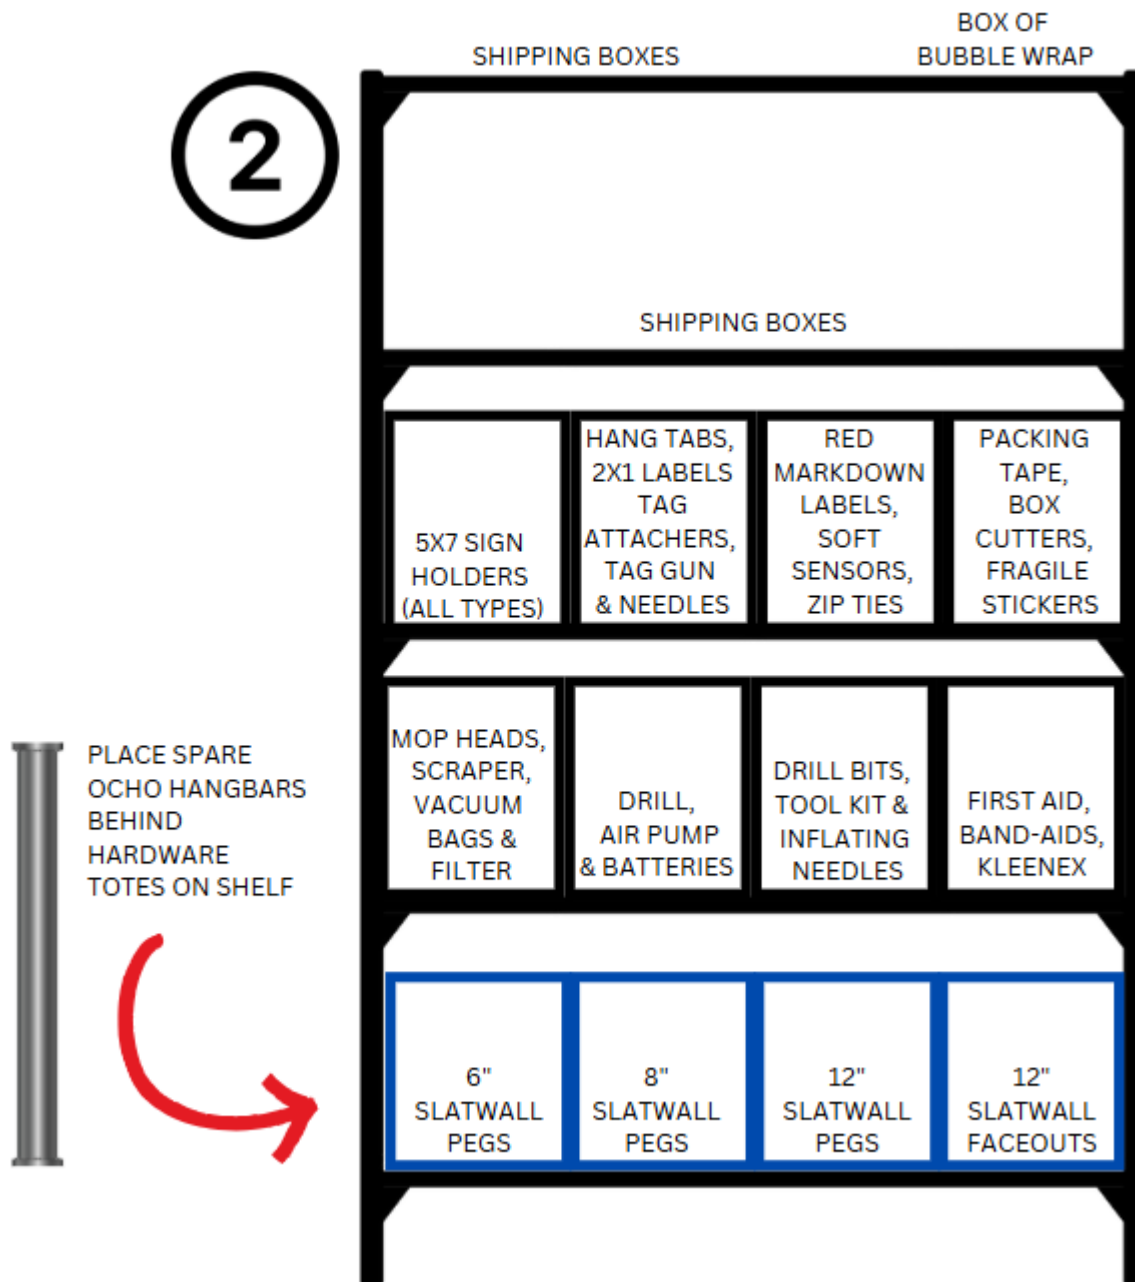 SHIPPING BOXES
BOX OF
BUBBLE WRAP
2
SHIPPING BOXES
5X7 SIGN
HOLDERS
(ALL TYPES)
HANG TABS,
2X1 LABELS
TAG
ATTACHERS,
TAG GUN
& NEEDLES
RED
MARKDOWN
LABELS,
SOFT
SENSORS,
ZIP TIES
PACKING
TAPE,
BOX
CUTTERS,
FRAGILE
STICKERS
MOP HEADS,
SCRAPER,
VACUUM
BAGS &
FILTER
DRILL,
AIR PUMP
& BATTERIES
DRILL BITS,
TOOL KIT &
INFLATING
NEEDLES
FIRST AID,
BAND-AIDS,
KLEENEX
PLACE SPARE
OCHO HANGBARS
BEHIND
HARDWARE
TOTES ON SHELF
6"
SLATWALL
PEGS
8"
SLATWALL
PEGS
12"
SLATWALL
PEGS
12"
SLATWALL
FACEOUTS